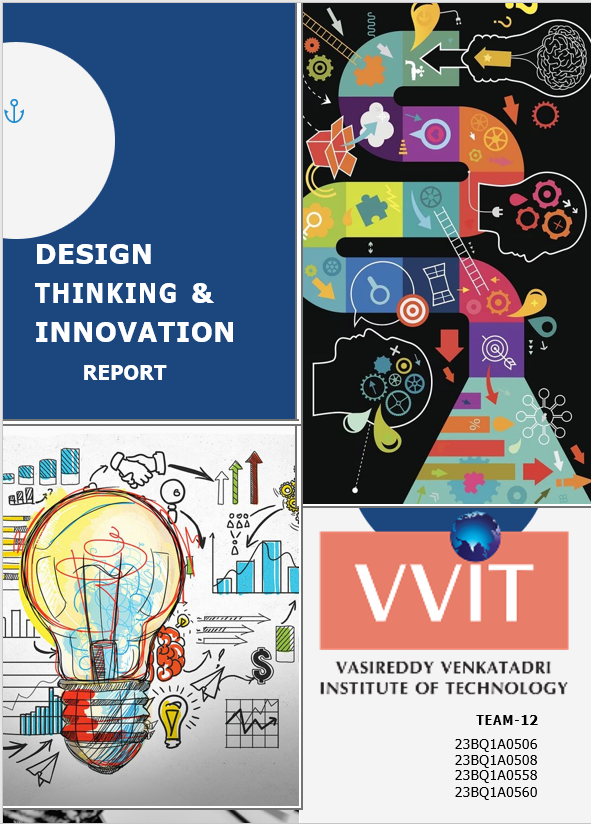 DESIGN
THINKING &
INNOVATION
REPORT
VVIT
VASIREDDY VENKATADRI
INSTITUTE OF TECHNOLOGY
TEAM-12
23BQ1A0506
23BQ1A0508
23BQ1A0558
23BQ1A0560